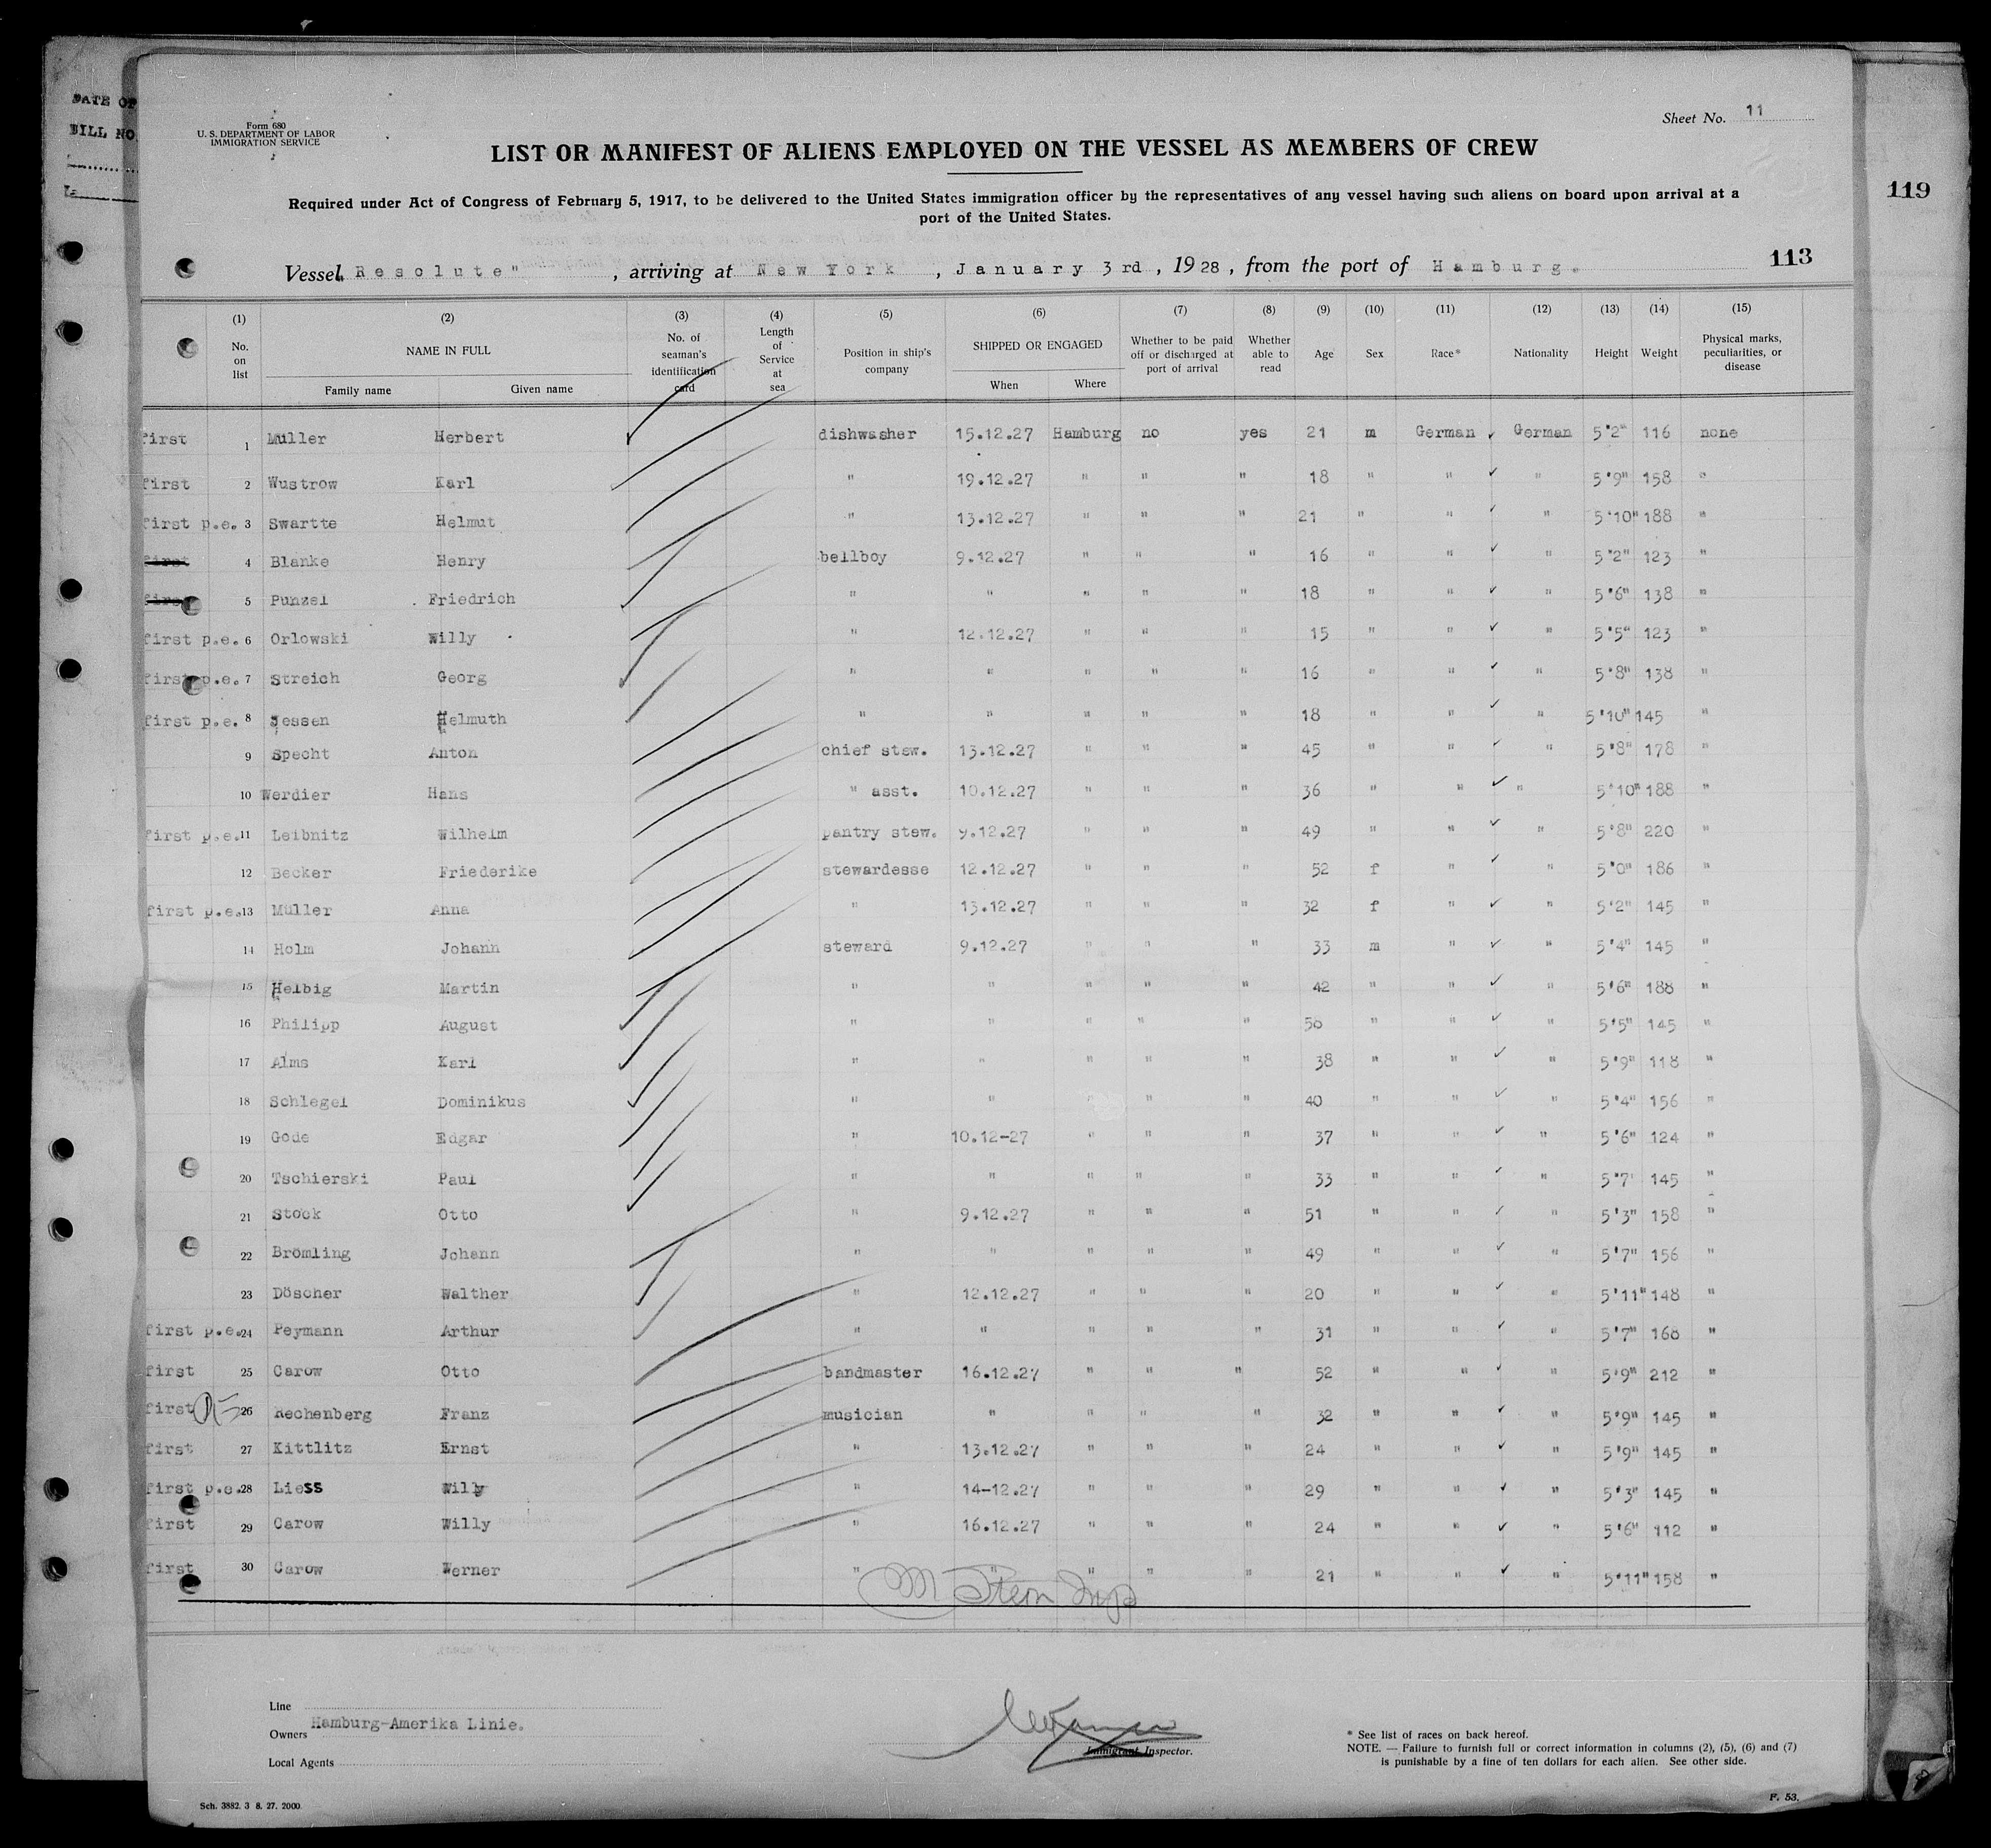 DATE OF
BILL NO
Form 680
U. S. DEPARTMENT OF LABOR
IMMIGRATION SERVICE
Sheet No. 11
LIST OR MANIFEST OF ALIENS EMPLOYED ON THE VESSEL AS MEMBERS OF CREW
Required under Act of Congress of February 5, 1917, to be delivered to the United States immigration officer by the representatives of any vessel having such aliens on board upon arrival at a
port of the United States.
119
113
Vessel Resolute" , arriving at New York , January 3rd , 1928 , from the port of Hamburg.
(1) (2) (3) (4) (5) (6) (7) (8) (9) (10) (11) (12) (13) (14) (15)
No. on list NAME IN FULL Family name Given name No. of seaman's identification card Length of Service at sea Position in ship's company SHIPPED OR ENGAGED When Where Whether to be paid off or discharged at port of arrival Whether able to read Age Sex Race* Nationality Height Weight Physical marks, peculiarities, or disease
first 1 Muller Herbert dishwasher 15.12.27 Hamburg no yes 21 m German German 5'2" 116 none
first 2 Wustrow Karl " 19.12.27 " " " 18 " " " 5'9" 158 "
first p.e. 3 Swartte Helmut " 13.12.27 " " " 21 " " " 5'10" 188 "
first 4 Blanke Henry bellboy 9.12.27 " " " 16 " " " 5'2" 123 "
first 5 Punzel Friedrich " " " " " 18 " " " 5'6" 138 "
first p.e. 6 Orlowski Willy " 12.12.27 " " " 15 " " " 5'5" 123 "
first p.e. 7 Streich Georg " " " " " 16 " " " 5'8" 138 "
first p.e. 8 Jessen Helmuth " " " " " 18 " " " 5'10" 145 "
9 Specht Anton chief stew. 13.12.27 " " " 45 " " " 5'8" 178 "
10 Werdier Hans " asst. 10.12.27 " " " 36 " " " 5'10" 188 "
first p.e. 11 Leibnitz Wilhelm pantry stew. 9.12.27 " " " 49 " " " 5'8" 220 "
12 Becker Friederike stewardesse 12.12.27 " " " 52 f " " 5'0" 186 "
first p.e. 13 Müller Anna " 13.12.27 " " " 32 f " " 5'2" 145 "
14 Holm Johann steward 9.12.27 " " " 33 m " " 5'4" 145 "
15 Helbig Martin " " " " " 42 " " " 5'6" 188 "
16 Philipp August " " " " " " " " 5'5" 145 "
17 Alms Karl " " " " " 38 " " " 5'9" 118 "
18 Schlegel Dominikus " " " " " 40 " " " 5'4" 156 "
19 Gode Edgar " 10.12-27 " " " 37 " " " 5'6" 124 "
20 Tschierski Paul " " " " " 33 " " " 5'7' 145 "
21 Stock Otto " 9.12.27 " " " 51 " " " 5'3" 158 "
22 Brömling Johann " " " " " 49 " " " 5'7" 156 "
23 Döscher Walther " 12.12.27 " " " 20 " " " 5'11" 148 "
first p.e. 24 Peymann Arthur " " " " " 31 " " " 5'7" 168 "
first 25 Carow Otto bandmaster 16.12.27 " " " 52 " " " 5'9" 212 "
first 26 Rechenberg Franz musician " " " " 32 " " " 5'9" 145 "
first 27 Kittlitz Ernst " 13.12.27 " " " 24 " " " 5'9" 145 "
first p.e. 28 Liess Willy " 14-12.27 " " " 29 " " " 5'3" 145 "
first 29 Carow Willy " 16.12.27 " " " 24 " " " 5'6" 112 "
first 30 Carow Werner " " " " " 21 " " " 5'11" 158 "
M Stern Insp
Line
Owners Hamburg-Amerika Linie.
Local Agents
Immigrant Inspector.
* See list of races on back hereof.
NOTE. — Failure to furnish full or correct information in columns (2), (5), (6) and (7)
is punishable by a fine of ten dollars for each alien. See other side.
Sch. 3882. 3 8. 27. 2000
F. 53.